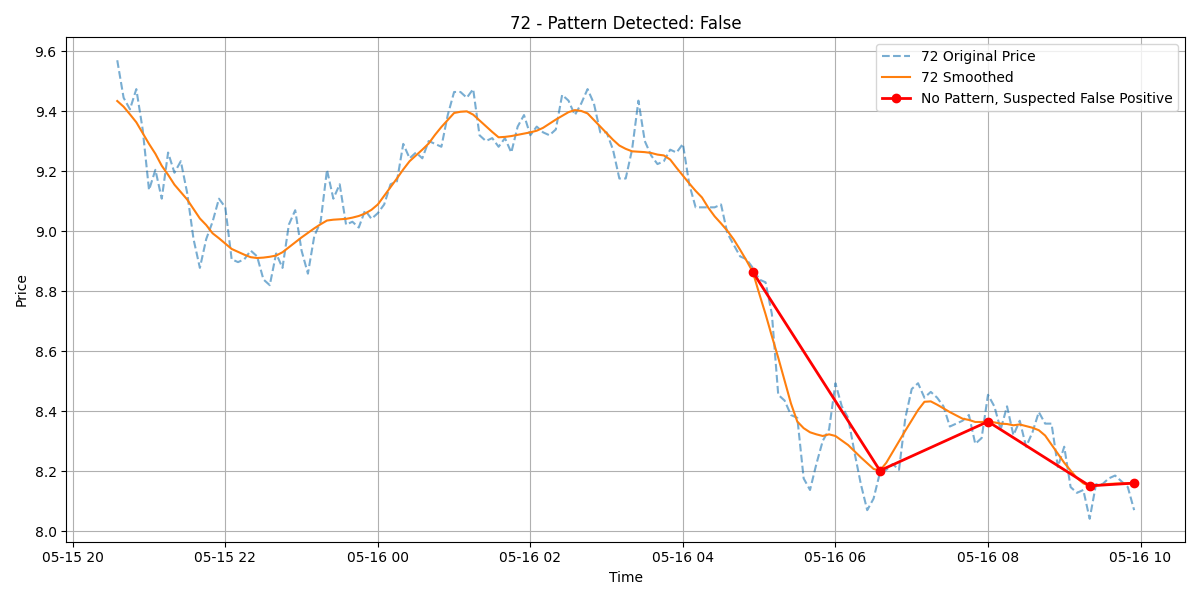 72 - Pattern Detected: False
72 Original Price
72 Smoothed
No Pattern, Suspected False Positive
Price
9.6
9.4
9.2
9.0
8.8
8.6
8.4
8.2
8.0
05-15 20 05-15 22 05-16 00 05-16 02 05-16 04 05-16 06 05-16 08 05-16 10
Time